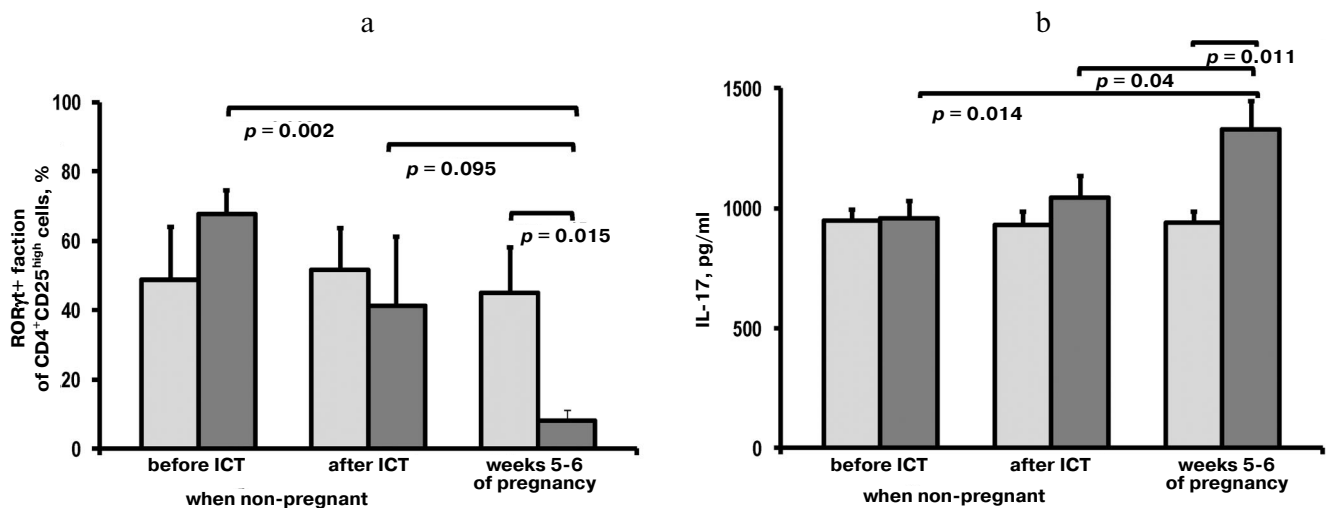 a
RORγt+ faction
of CD4⁺CD25ʰⁱᵍʰ cells, %
100
80
60
40
20
0
p = 0.002
p = 0.095
p = 0.015
before ICT
after ICT
weeks 5-6
of pregnancy
when non-pregnant
b
IL-17, pg/ml
1500
1000
500
0
p = 0.011
p = 0.04
p = 0.014
before ICT
after ICT
weeks 5-6
of pregnancy
when non-pregnant